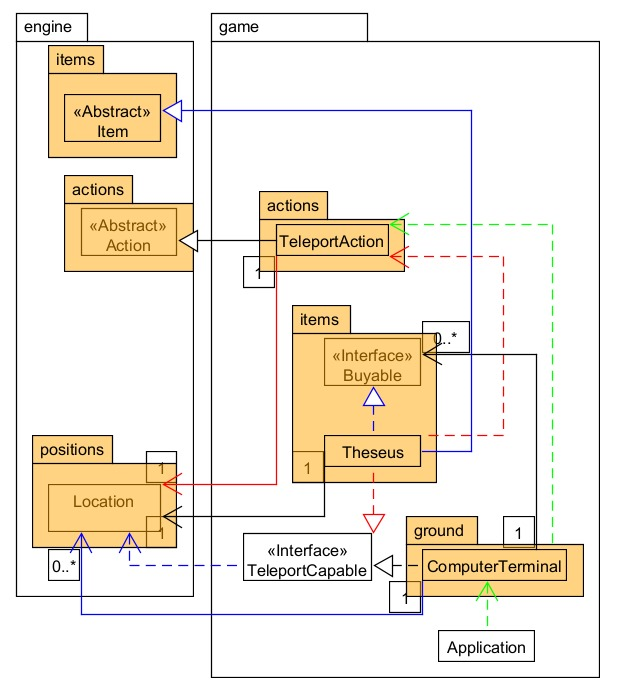 engine
game
items
«Abstract»
Item
actions
«Abstract»
Action
actions
TeleportAction
1
items
0..*
«Interface»
Buyable
Theseus
1
positions
1
Location
1
0..*
ground
1
«Interface»
TeleportCapable
ComputerTerminal
1
Application